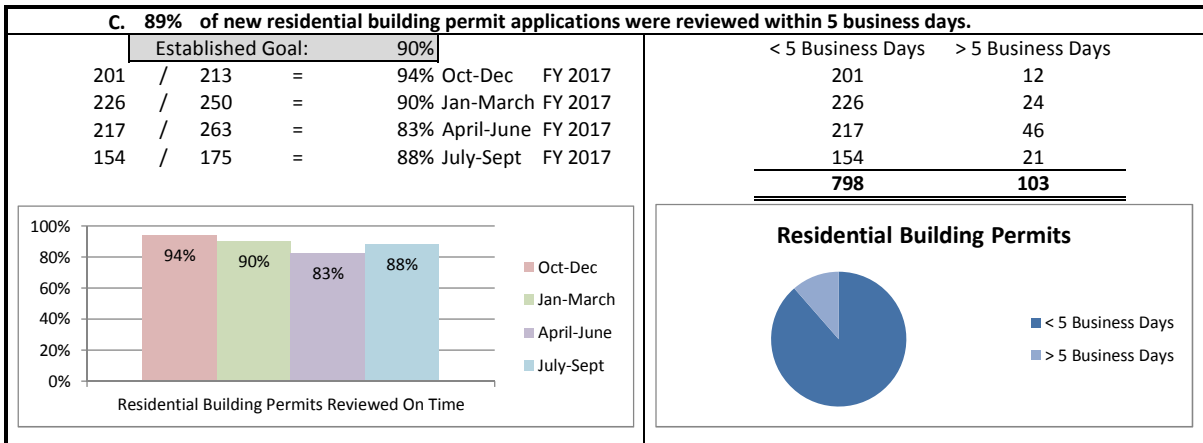 C. 89% of new residential building permit applications were reviewed within 5 business days.
Established Goal: 90%
201 / 213 = 94% Oct-Dec FY 2017
226 / 250 = 90% Jan-March FY 2017
217 / 263 = 83% April-June FY 2017
154 / 175 = 88% July-Sept FY 2017
< 5 Business Days > 5 Business Days
201 12
226 24
217 46
154 21
798 103
100%
80%
60%
40%
20%
0%
94%
90%
83%
88%
Oct-Dec
Jan-March
April-June
July-Sept
Residential Building Permits Reviewed On Time
Residential Building Permits
< 5 Business Days
> 5 Business Days